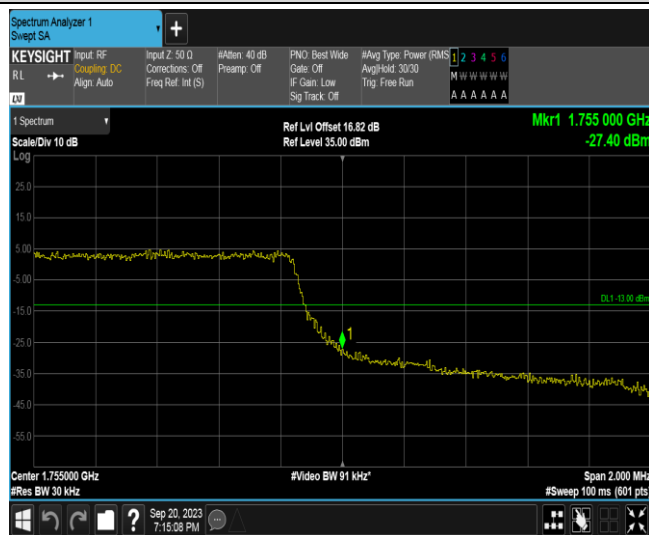 Spectrum Analyzer 1
Swept SA
+
KEYSIGHT
RL
LXI
Input: RF
Coupling: DC
Align: Auto
Input Z: 50 Ω
Corrections: Off
Freq Ref: Int (S)
#Atten: 40 dB
Preamp: Off
PNO: Best Wide
Gate: Off
IF Gain: Low
Sig Track: Off
#Avg Type: Power (RMS
Avg|Hold: 30/30
Trig: Free Run
1 2 3 4 5 6
M W W W W W
A A A A A A
1 Spectrum
Scale/Div 10 dB
Log
Ref Lvl Offset 16.82 dB
Ref Level 35.00 dBm
Mkr1 1.755 000 GHz
-27.40 dBm
25.0
15.0
5.00
-5.00
DL1 -13.00 dBm
-15.0
1
-25.0
-35.0
-45.0
-55.0
Center 1.755000 GHz
#Res BW 30 kHz
#Video BW 91 kHz*
Span 2.000 MHz
#Sweep 100 ms (601 pts)
?
Sep 20, 2023
7:15:08 PM